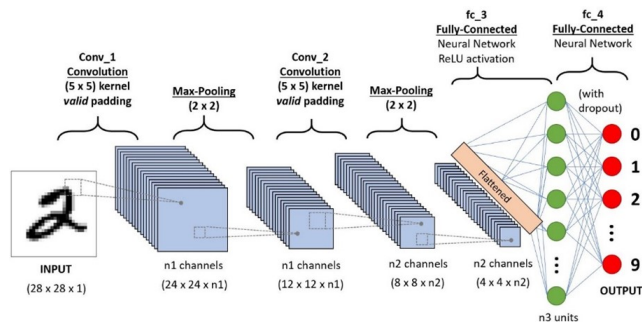 fc_3
Fully-Connected
Neural Network
ReLU activation
fc_4
Fully-Connected
Neural Network
Conv_1
Convolution
(5 x 5) kernel
valid padding
Max-Pooling
(2 x 2)
Conv_2
Convolution
(5 x 5) kernel
valid padding
Max-Pooling
(2 x 2)
(with
dropout)
Flattened
0
1
2
9
2
INPUT
(28 x 28 x 1)
n1 channels
(24 x 24 x n1)
n1 channels
(12 x 12 x n1)
n2 channels
(8 x 8 x n2)
n2 channels
(4 x 4 x n2)
OUTPUT
n3 units